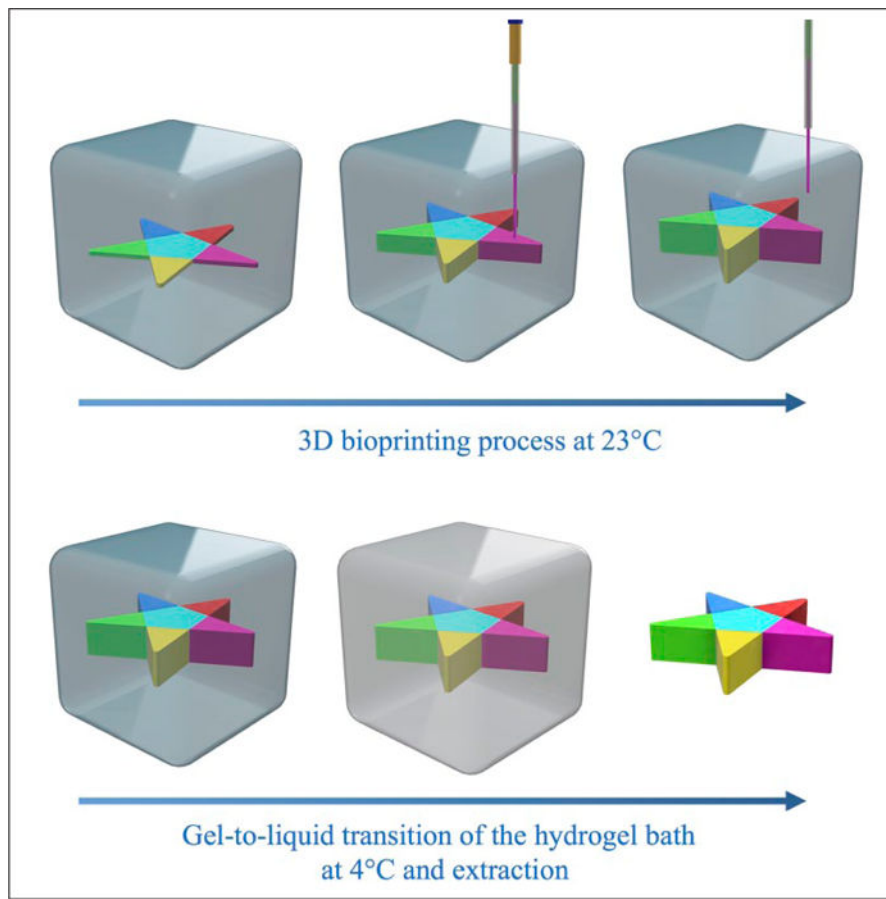 3D bioprinting process at 23°C
Gel-to-liquid transition of the hydrogel bath
at 4°C and extraction